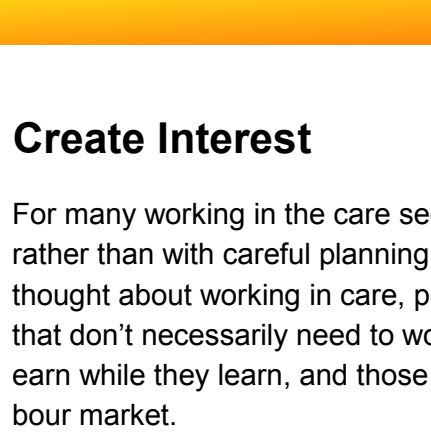 Create Interest
For many working in the care se
rather than with careful planning
thought about working in care, p
that don’t necessarily need to wo
earn while they learn, and those
bour market.